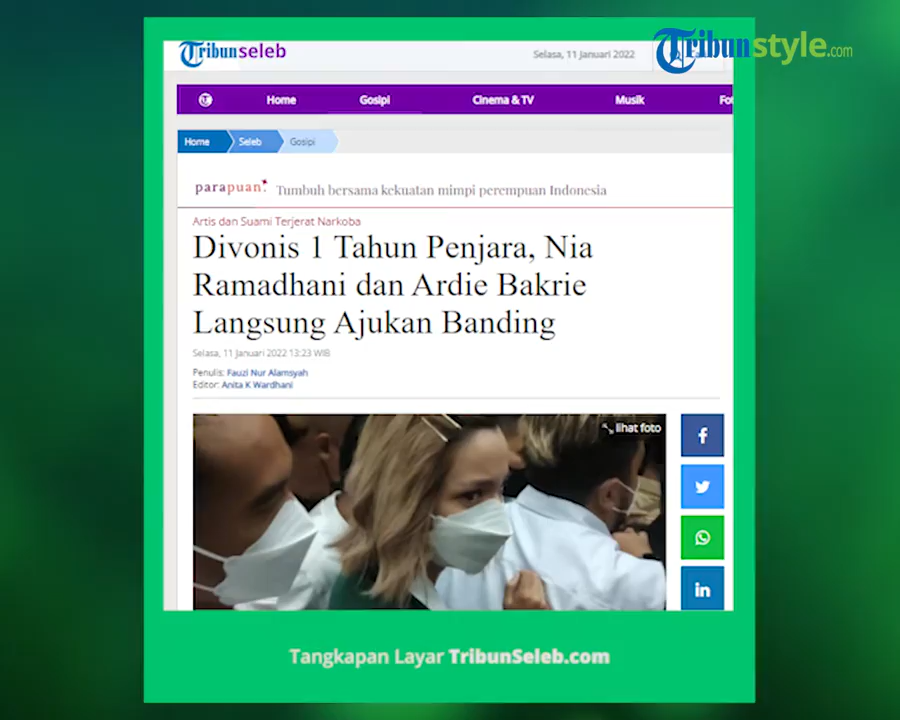 Tribunseleb
Selasa, 11 Januari 2022
Tribunstyle.com
Home Gosipi Cinema & TV Musik Fot
Home Seleb Gosipi
parapuan. Tumbuh bersama kekuatan mimpi perempuan Indonesia
Artis dan Suami Terjerat Narkoba
Divonis 1 Tahun Penjara, Nia
Ramadhani dan Ardie Bakrie
Langsung Ajukan Banding
Selasa, 11 Januari 2022 13:23 WIB
Penulis: Fauzi Nur Alamsyah
Editor: Anita K Wardhani
lihat foto
Tangkapan Layar TribunSeleb.com